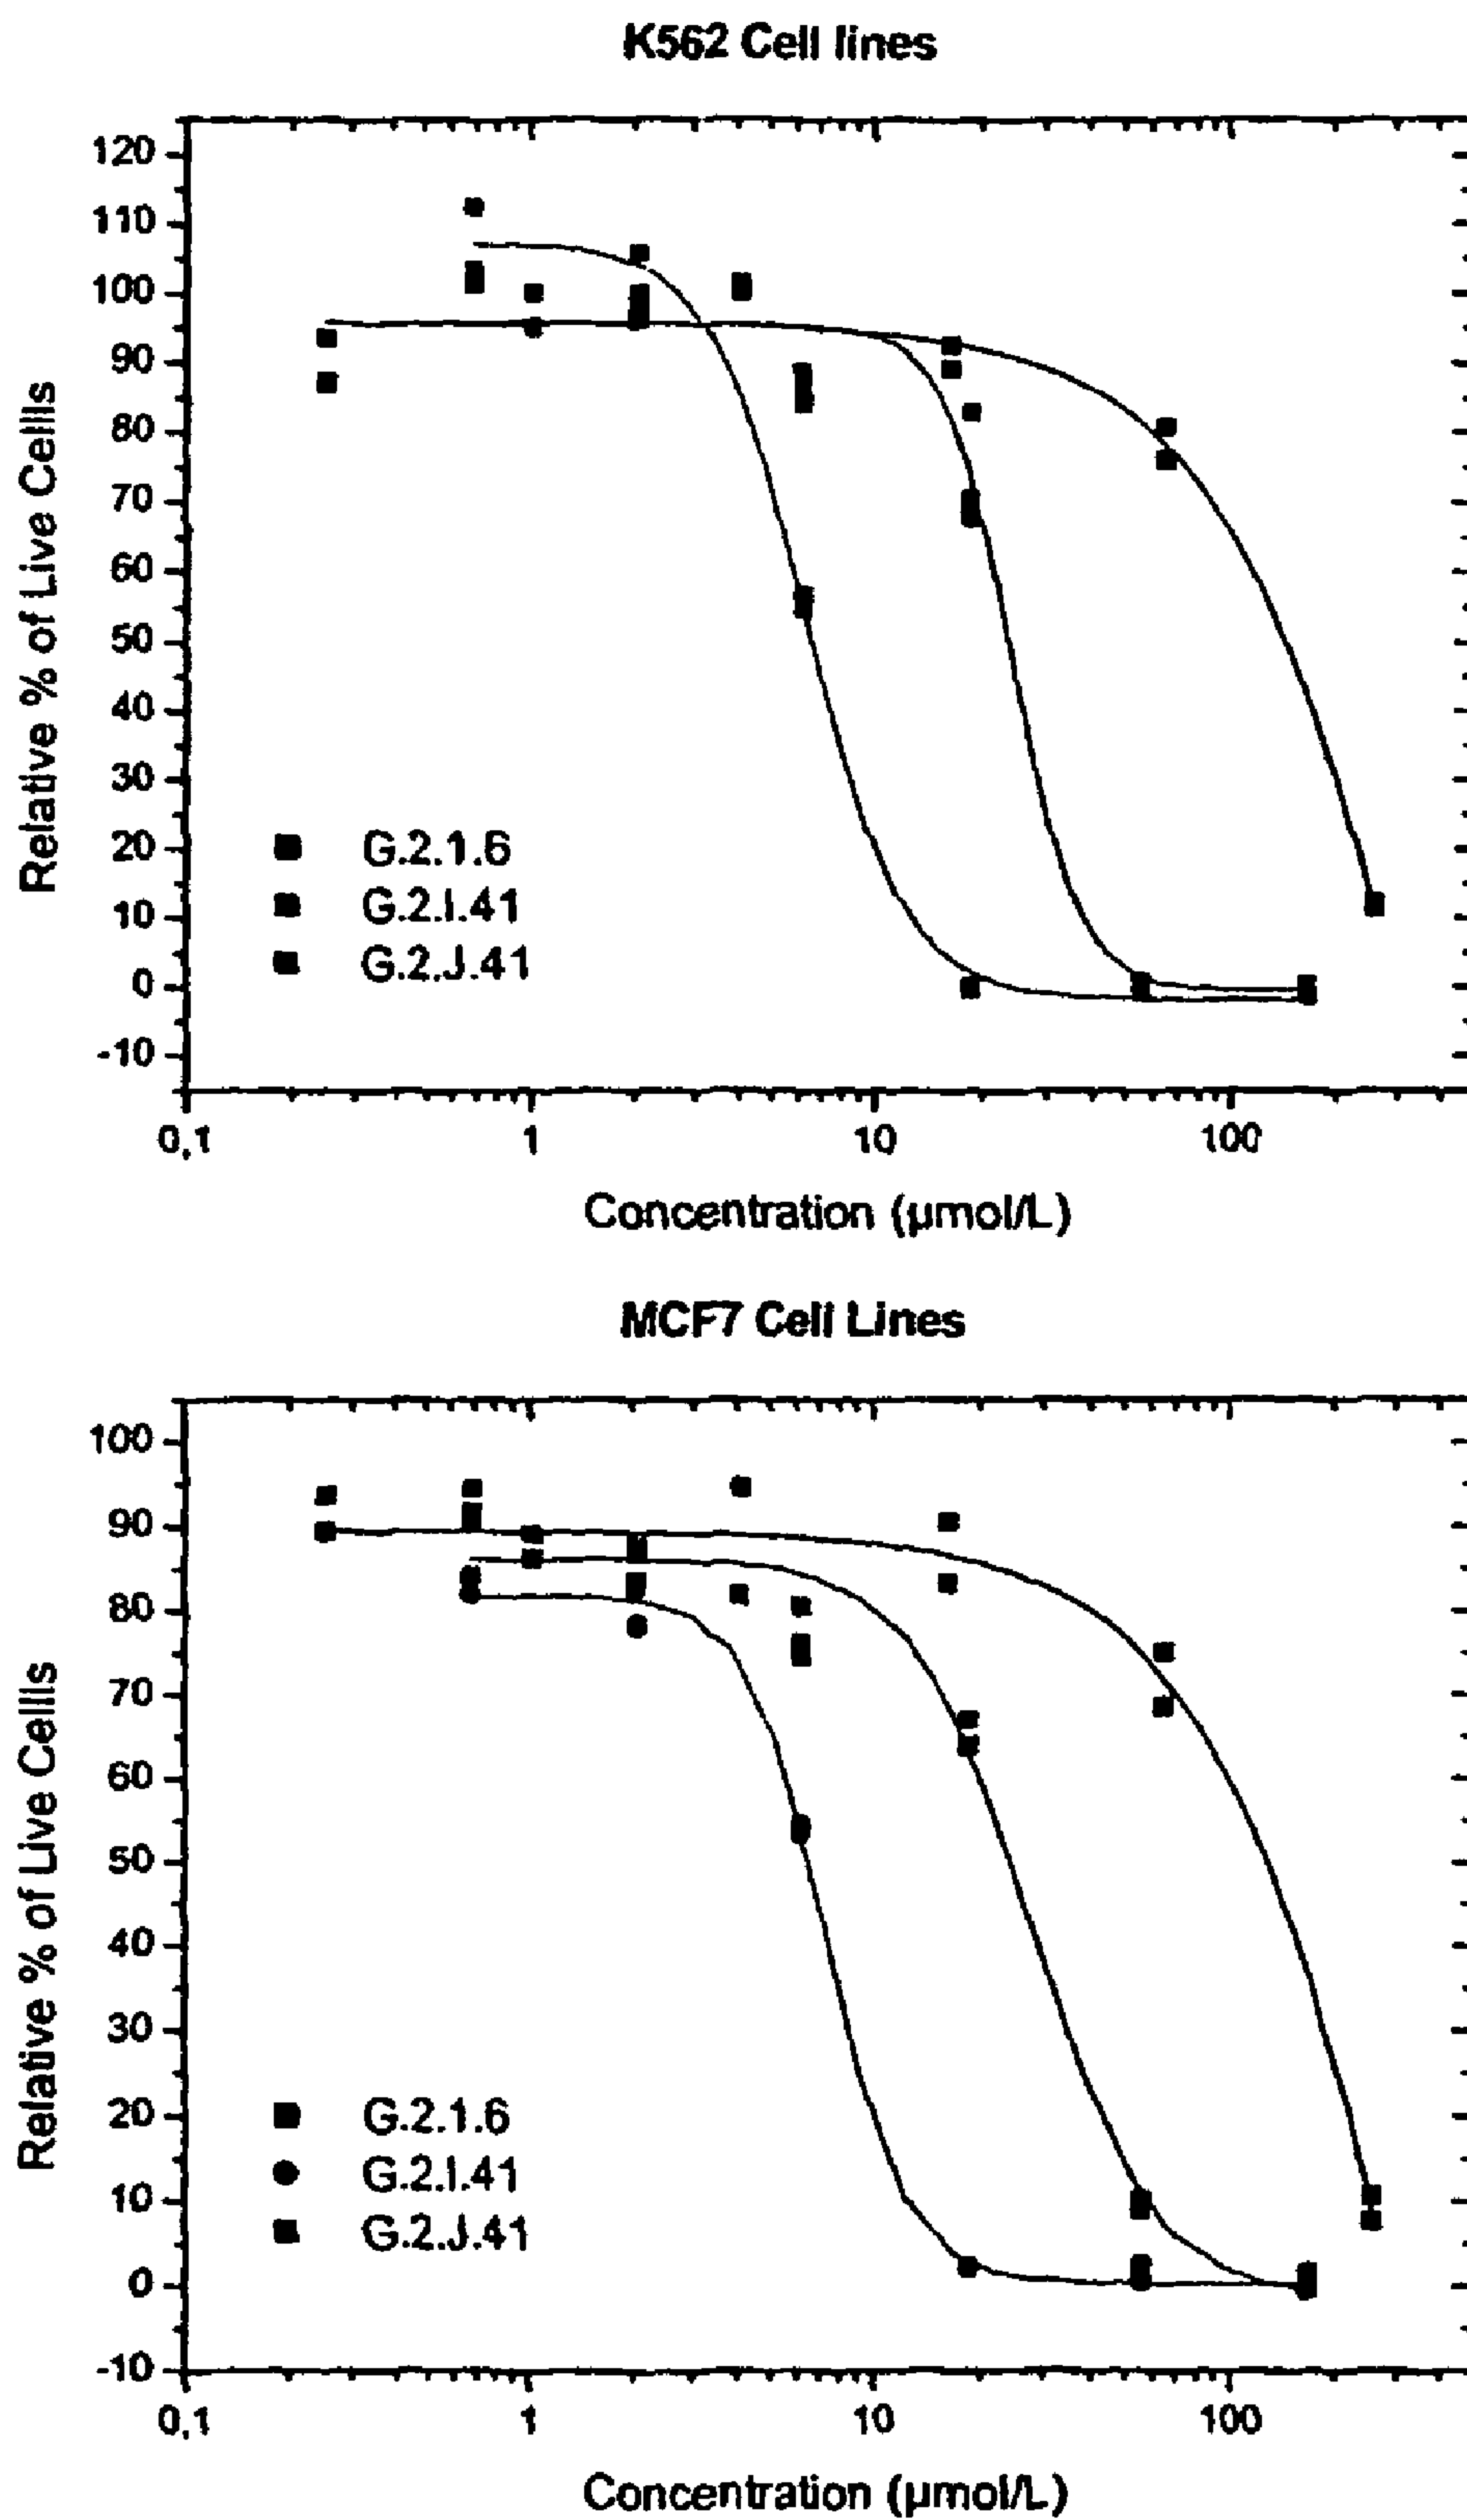 K562 Cell lines
120
110
100
90
80
70
60
50
40
30
20
10
0
-10
Relative % of Live Cells
G.2.1.6
G.2.I.41
G.2.J.41
0,1
1
10
100
Concentration (µmol/L)
MCF7 Cell Lines
100
90
80
70
60
50
40
30
20
10
0
-10
Relative % of Live Cells
G.2.1.6
G.2.I.41
G.2.J.41
0,1
1
10
100
Concentration (µmol/L)